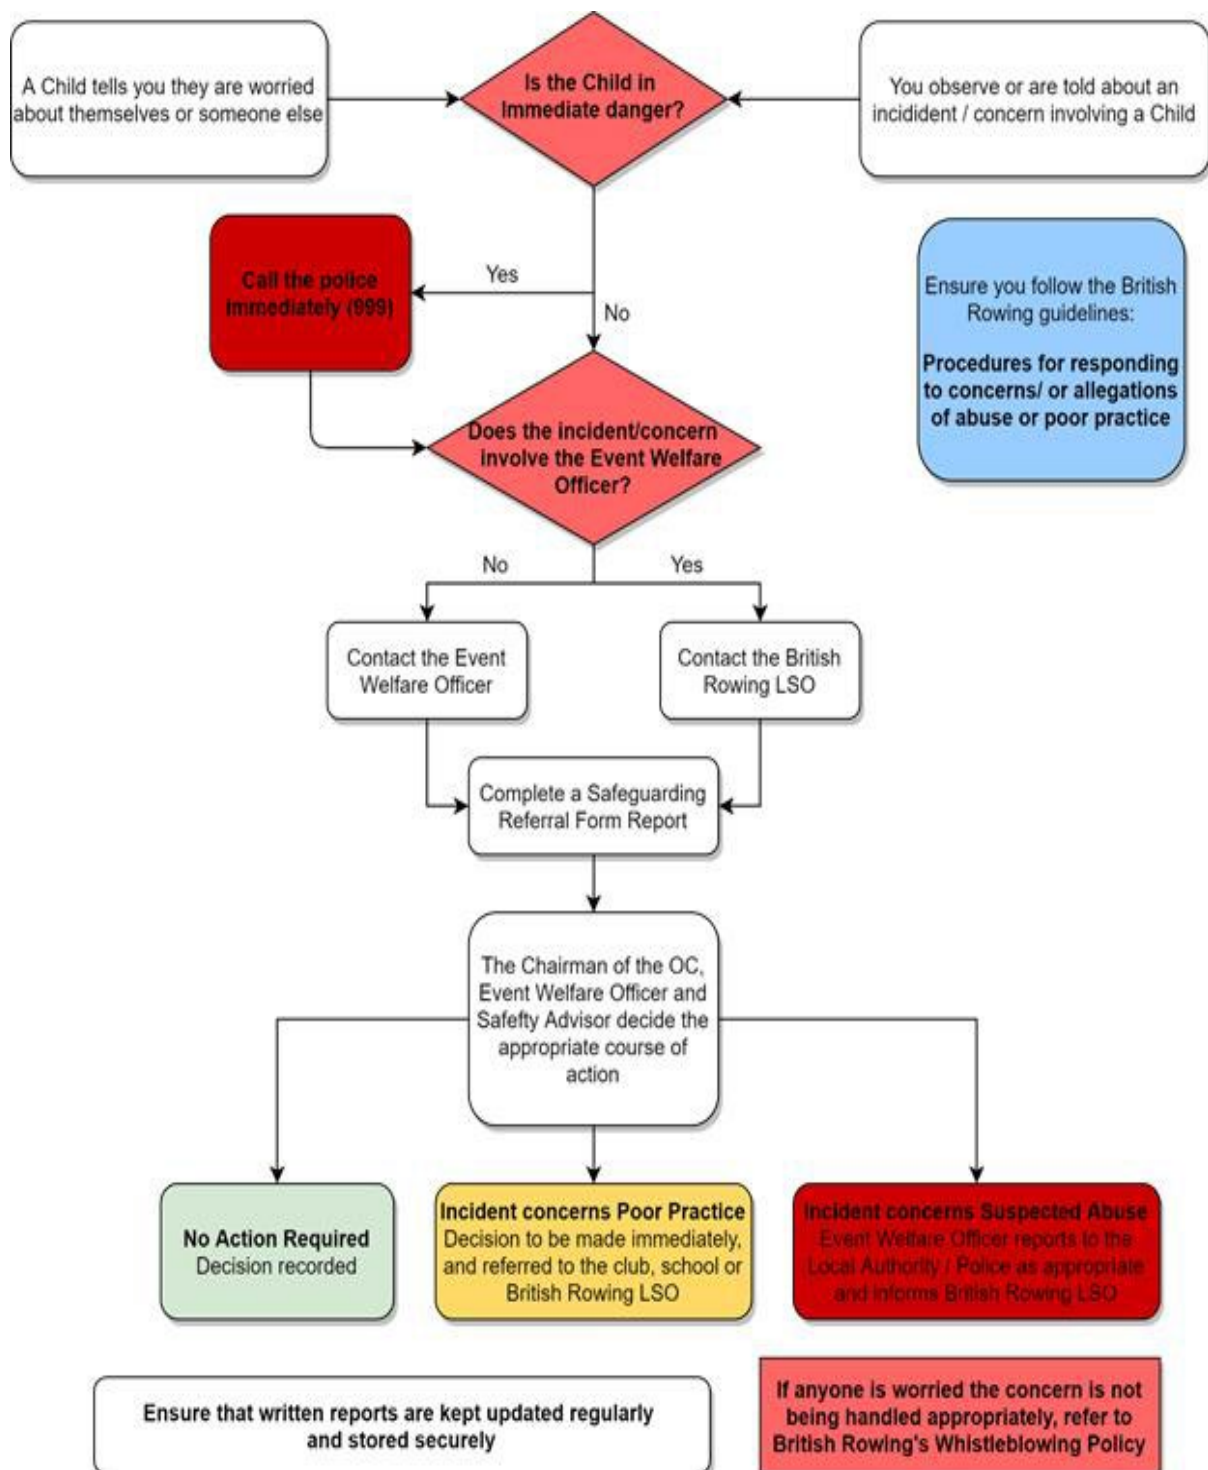 A Child tells you they are worried
about themselves or someone else
Is the Child in
Immediate danger?
You observe or are told about an
incidident / concern involving a Child
Call the police
immediately (999)
Yes
No
Ensure you follow the British
Rowing guidelines:
Procedures for responding
to concerns/ or allegations
of abuse or poor practice
Does the incident/concern
involve the Event Welfare
Officer?
No
Yes
Contact the Event
Welfare Officer
Contact the British
Rowing LSO
Complete a Safeguarding
Referral Form Report
The Chairman of the OC,
Event Welfare Officer and
Safefty Advisor decide the
appropriate course of
action
No Action Required
Decision recorded
Incident concerns Poor Practice
Decision to be made immediately,
and referred to the club, school or
British Rowing LSO
Incident concerns Suspected Abuse
Event Welfare Officer reports to the
Local Authority / Police as appropriate
and informs British Rowing LSO
Ensure that written reports are kept updated regularly
and stored securely
If anyone is worried the concern is not
being handled appropriately, refer to
British Rowing's Whistleblowing Policy